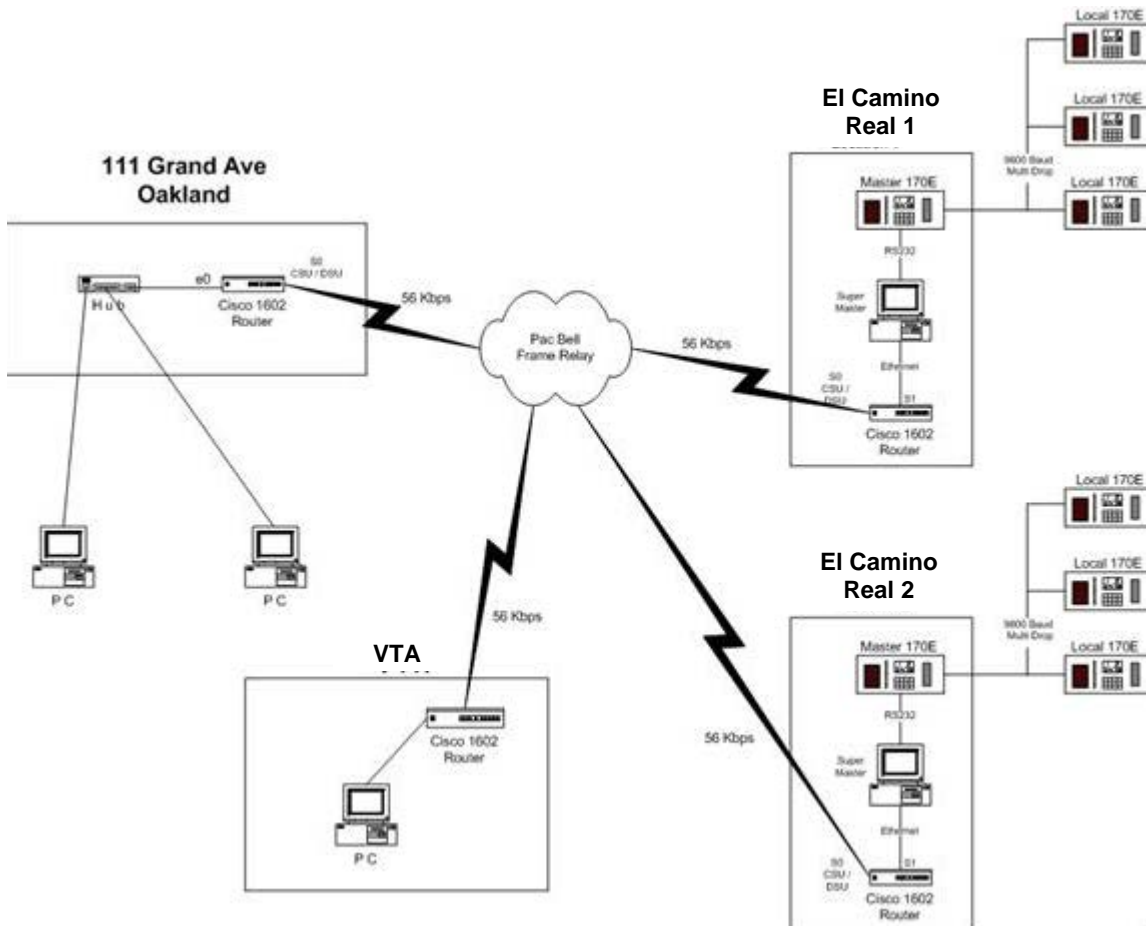 111 Grand Ave
Oakland
Hub
e0
Cisco 1602
Router
S0
CSU / DSU
56 Kbps
PC
PC
Pac Bell
Frame Relay
56 Kbps
El Camino
Real 1
Master 170E
RS232
Super
Master
Ethernet
S0
CSU /
DSU
S1
Cisco 1602
Router
9600 Baud
Multi Drop
Local 170E
Local 170E
Local 170E
56 Kbps
VTA
Cisco 1602
Router
PC
56 Kbps
El Camino
Real 2
Master 170E
RS232
Super
Master
Ethernet
S0
CSU /
DSU
S1
Cisco 1602
Router
9600 Baud
Multi Drop
Local 170E
Local 170E
Local 170E